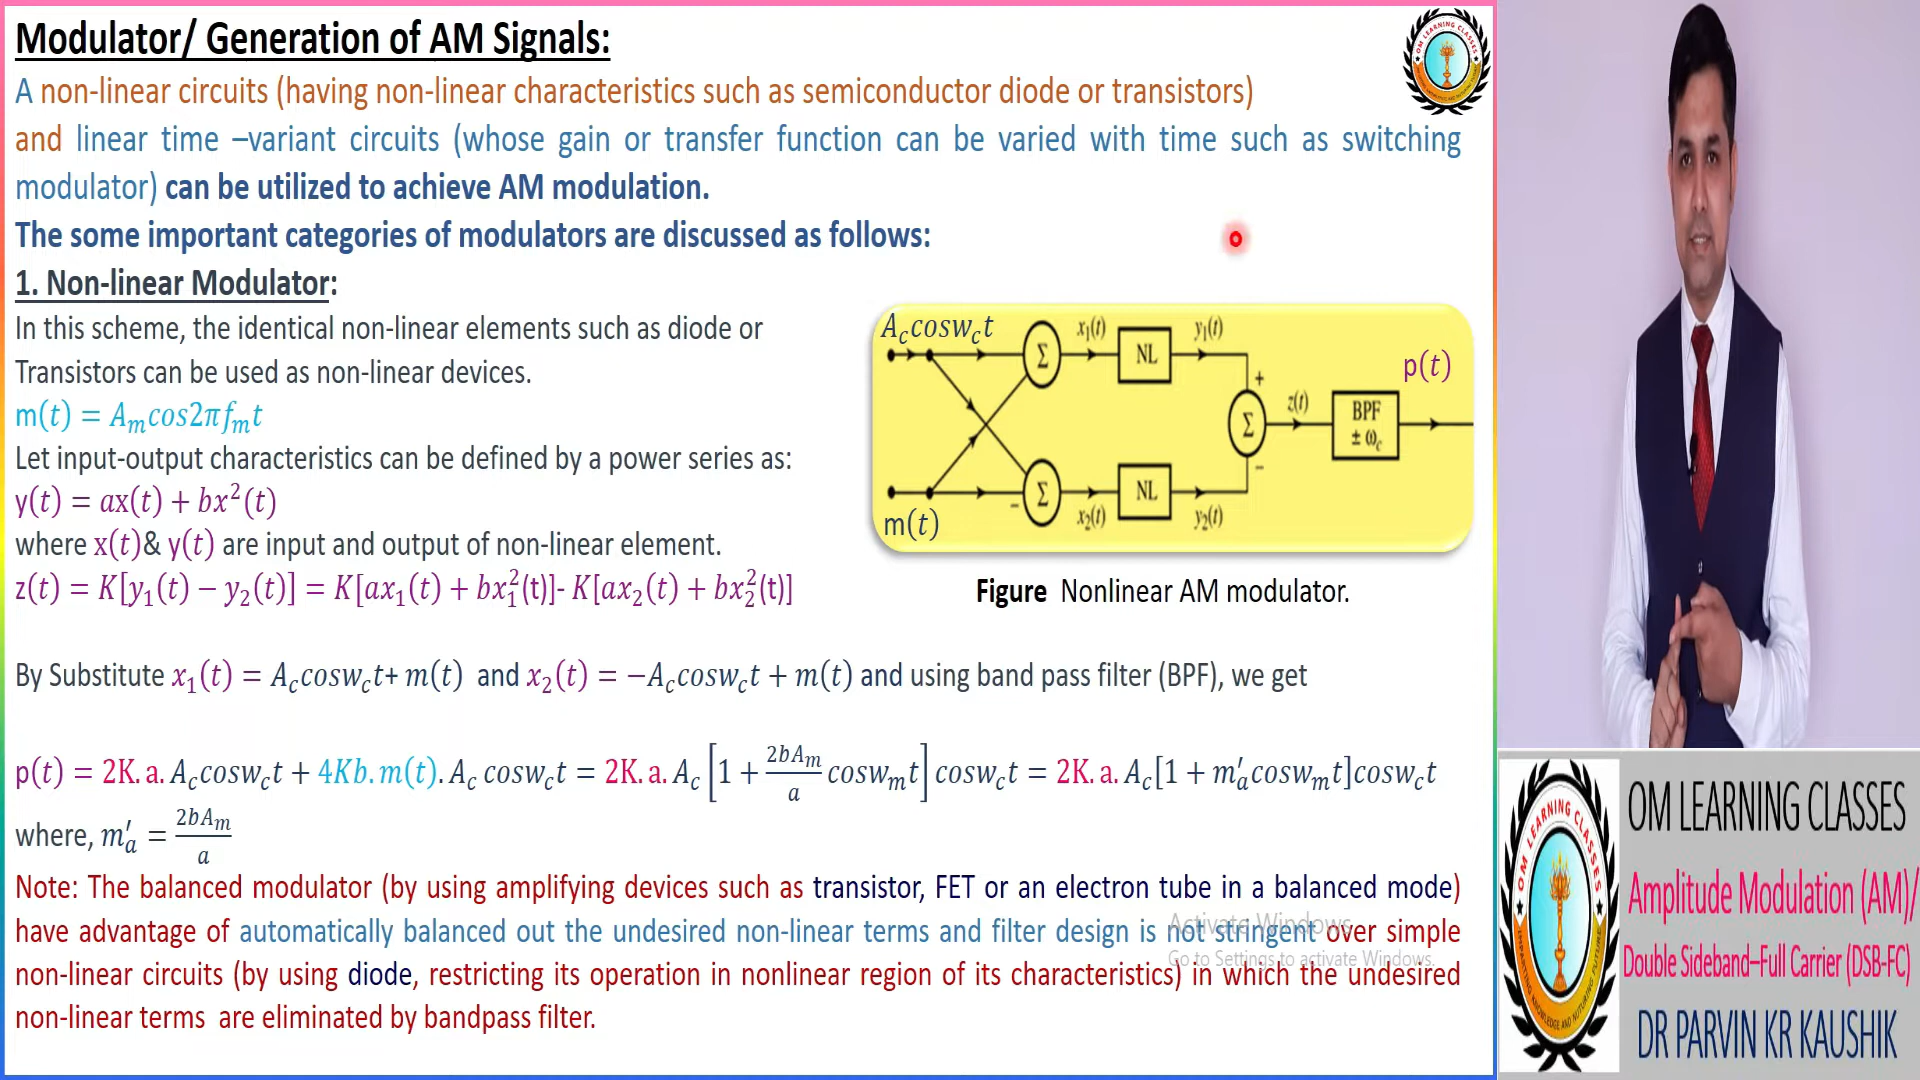 Modulator/ Generation of AM Signals:
A non-linear circuits (having non-linear characteristics such as semiconductor diode or transistors)
and linear time –variant circuits (whose gain or transfer function can be varied with time such as switching
modulator) can be utilized to achieve AM modulation.
The some important categories of modulators are discussed as follows:
1. Non-linear Modulator:
In this scheme, the identical non-linear elements such as diode or
Transistors can be used as non-linear devices.
m(t) = A_m cos2πf_m t
Let input-output characteristics can be defined by a power series as:
y(t) = ax(t) + bx²(t)
where x(t)& y(t) are input and output of non-linear element.
z(t) = K[y₁(t) − y₂(t)] = K[ax₁(t) + bx₁²(t)]- K[ax₂(t) + bx₂²(t)]
A_c cosw_c t
x₁(t)
y₁(t)
Σ
NL
+
p(t)
Σ
z(t)
BPF
± ω_c
−
−
Σ
NL
m(t)
x₂(t)
y₂(t)
Figure Nonlinear AM modulator.
By Substitute x₁(t) = A_c cosw_c t+ m(t) and x₂(t) = −A_c cosw_c t + m(t) and using band pass filter (BPF), we get
p(t) = 2K. a. A_c cosw_c t + 4Kb. m(t). A_c cosw_c t = 2K. a. A_c [1 + 2bA_m/a cosw_m t] cosw_c t = 2K. a. A_c[1 + m′_a cosw_m t]cosw_c t
where, m′_a = 2bA_m/a
Note: The balanced modulator (by using amplifying devices such as transistor, FET or an electron tube in a balanced mode)
have advantage of automatically balanced out the undesired non-linear terms and filter design is not stringent over simple
non-linear circuits (by using diode, restricting its operation in nonlinear region of its characteristics) in which the undesired
non-linear terms are eliminated by bandpass filter.
Activate Windows
Go to Settings to activate Windows.
OM LEARNING CLASSES
OM LEARNING CLASSES
OM LEARNING CLASSES
Amplitude Modulation (AM)/
Double Sideband–Full Carrier (DSB-FC)
DR PARVIN KR KAUSHIK